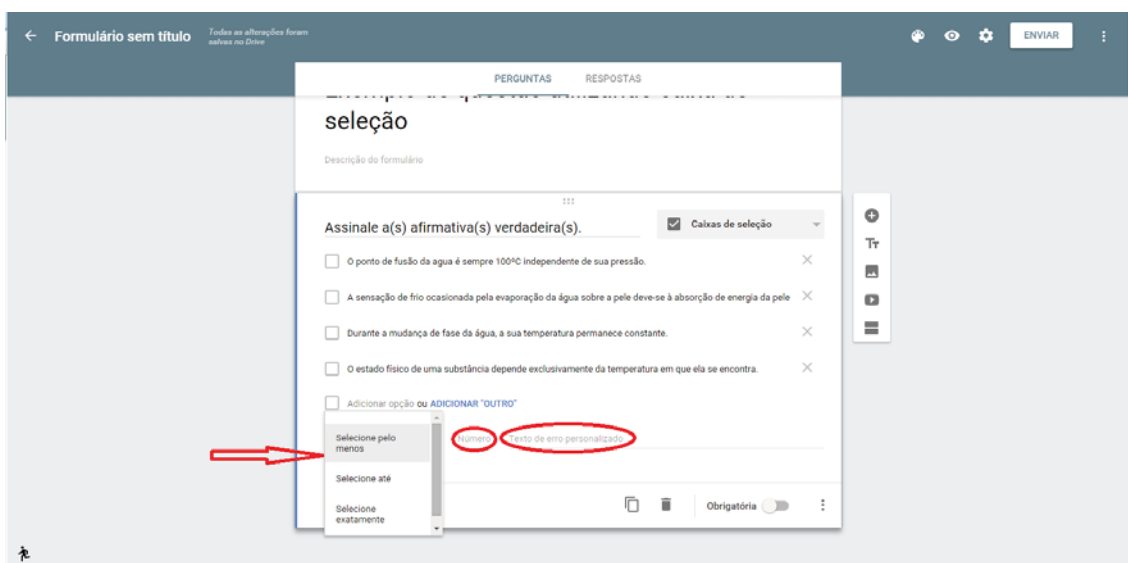 Formulário sem título
Todas as alterações foram
salvas no Drive
ENVIAR
PERGUNTAS RESPOSTAS
seleção
Descrição do formulário
Assinale a(s) afirmativa(s) verdadeira(s).
Caixas de seleção
O ponto de fusão da agua é sempre 100ºC independente de sua pressão.
A sensação de frio ocasionada pela evaporação da água sobre a pele deve-se à absorção de energia da pele
Durante a mudança de fase da água, a sua temperatura permanece constante.
O estado físico de uma substância depende exclusivamente da temperatura em que ela se encontra.
Adicionar opção ou ADICIONAR "OUTRO"
Selecione pelo
menos
Número
Texto de erro personalizado
Selecione até
Selecione
exatamente
Obrigatória